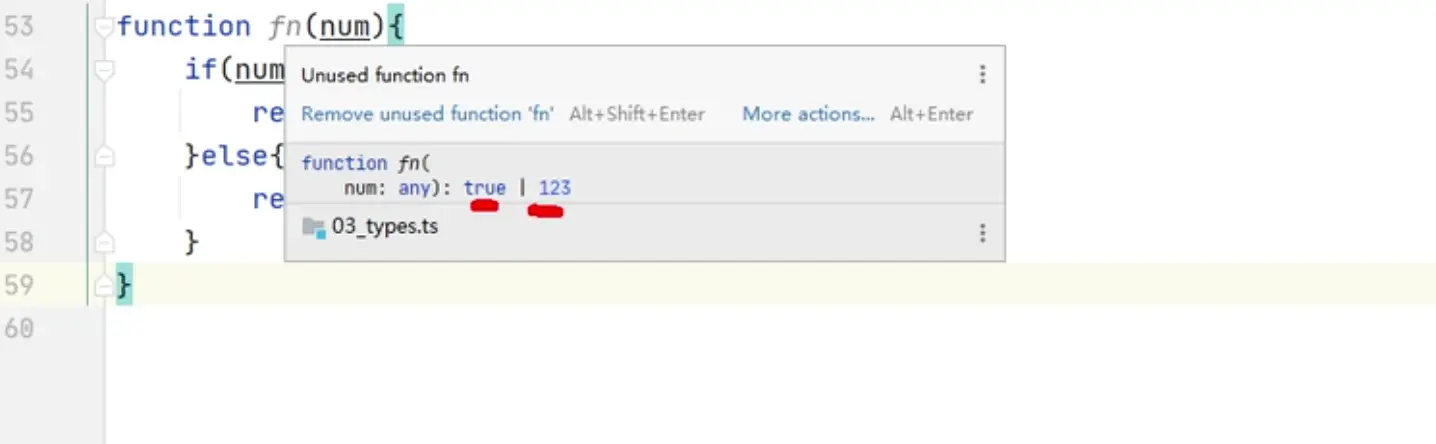 53 function fn(num){
54 if(num
55 re
56 }else{
57 re
58 }
59 }
60
Unused function fn
Remove unused function 'fn' Alt+Shift+Enter More actions... Alt+Enter
function fn(
num: any): true | 123
03_types.ts